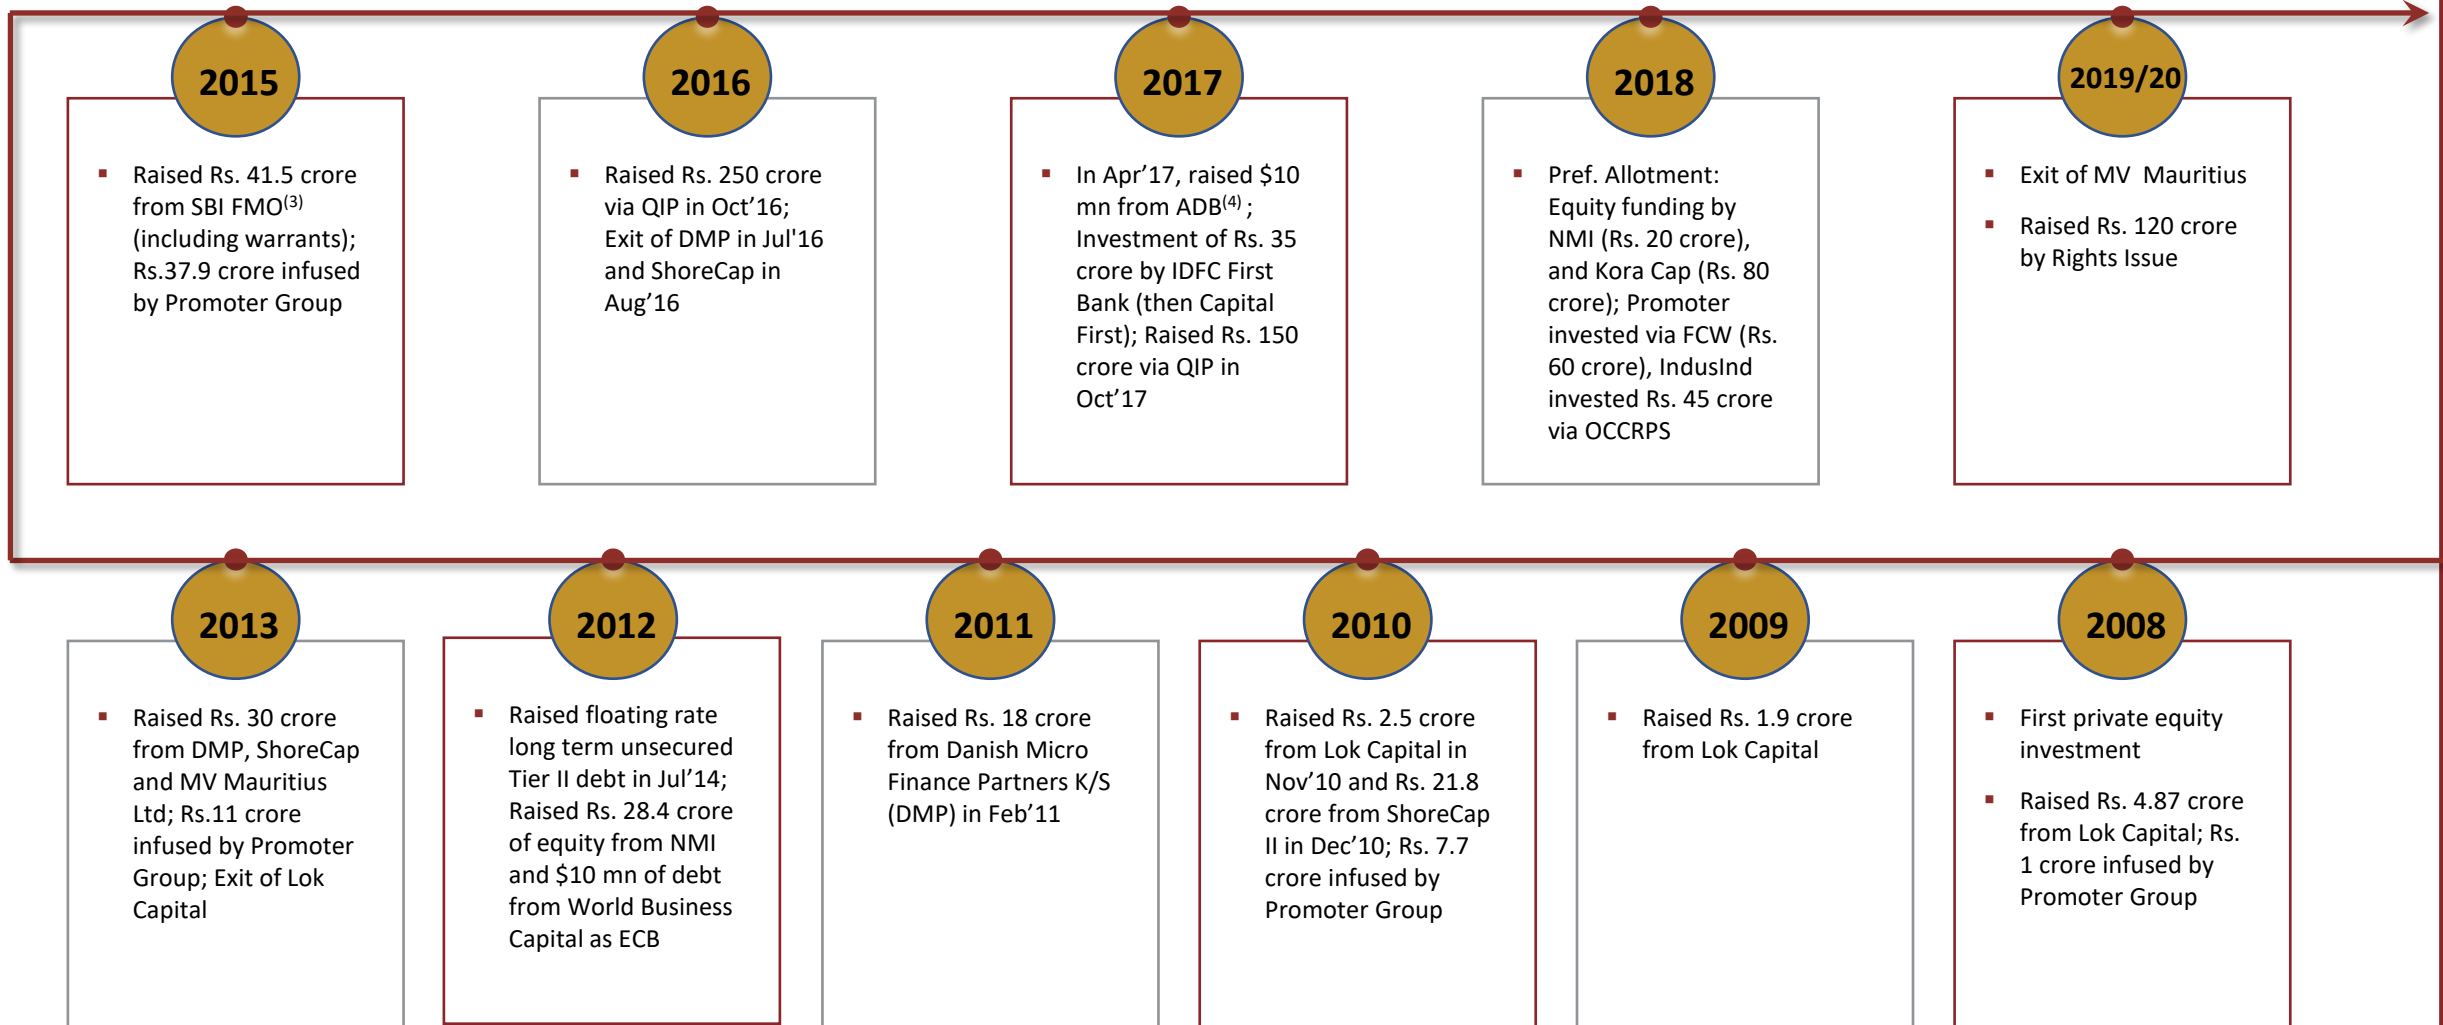 2015
Raised Rs. 41.5 crore
from SBI FMO(3)
(including warrants);
Rs.37.9 crore infused
by Promoter Group
2016
Raised Rs. 250 crore
via QIP in Oct’16;
Exit of DMP in Jul'16
and ShoreCap in
Aug’16
2017
In Apr’17, raised $10
mn from ADB(4) ;
Investment of Rs. 35
crore by IDFC First
Bank (then Capital
First); Raised Rs. 150
crore via QIP in
Oct’17
2018
Pref. Allotment:
Equity funding by
NMI (Rs. 20 crore),
and Kora Cap (Rs. 80
crore); Promoter
invested via FCW (Rs.
60 crore), IndusInd
invested Rs. 45 crore
via OCCRPS
2019/20
Exit of MV Mauritius
Raised Rs. 120 crore
by Rights Issue
2013
Raised Rs. 30 crore
from DMP, ShoreCap
and MV Mauritius
Ltd; Rs.11 crore
infused by Promoter
Group; Exit of Lok
Capital
2012
Raised floating rate
long term unsecured
Tier II debt in Jul’14;
Raised Rs. 28.4 crore
of equity from NMI
and $10 mn of debt
from World Business
Capital as ECB
2011
Raised Rs. 18 crore
from Danish Micro
Finance Partners K/S
(DMP) in Feb’11
2010
Raised Rs. 2.5 crore
from Lok Capital in
Nov’10 and Rs. 21.8
crore from ShoreCap
II in Dec’10; Rs. 7.7
crore infused by
Promoter Group
2009
Raised Rs. 1.9 crore
from Lok Capital
2008
First private equity
investment
Raised Rs. 4.87 crore
from Lok Capital; Rs.
1 crore infused by
Promoter Group